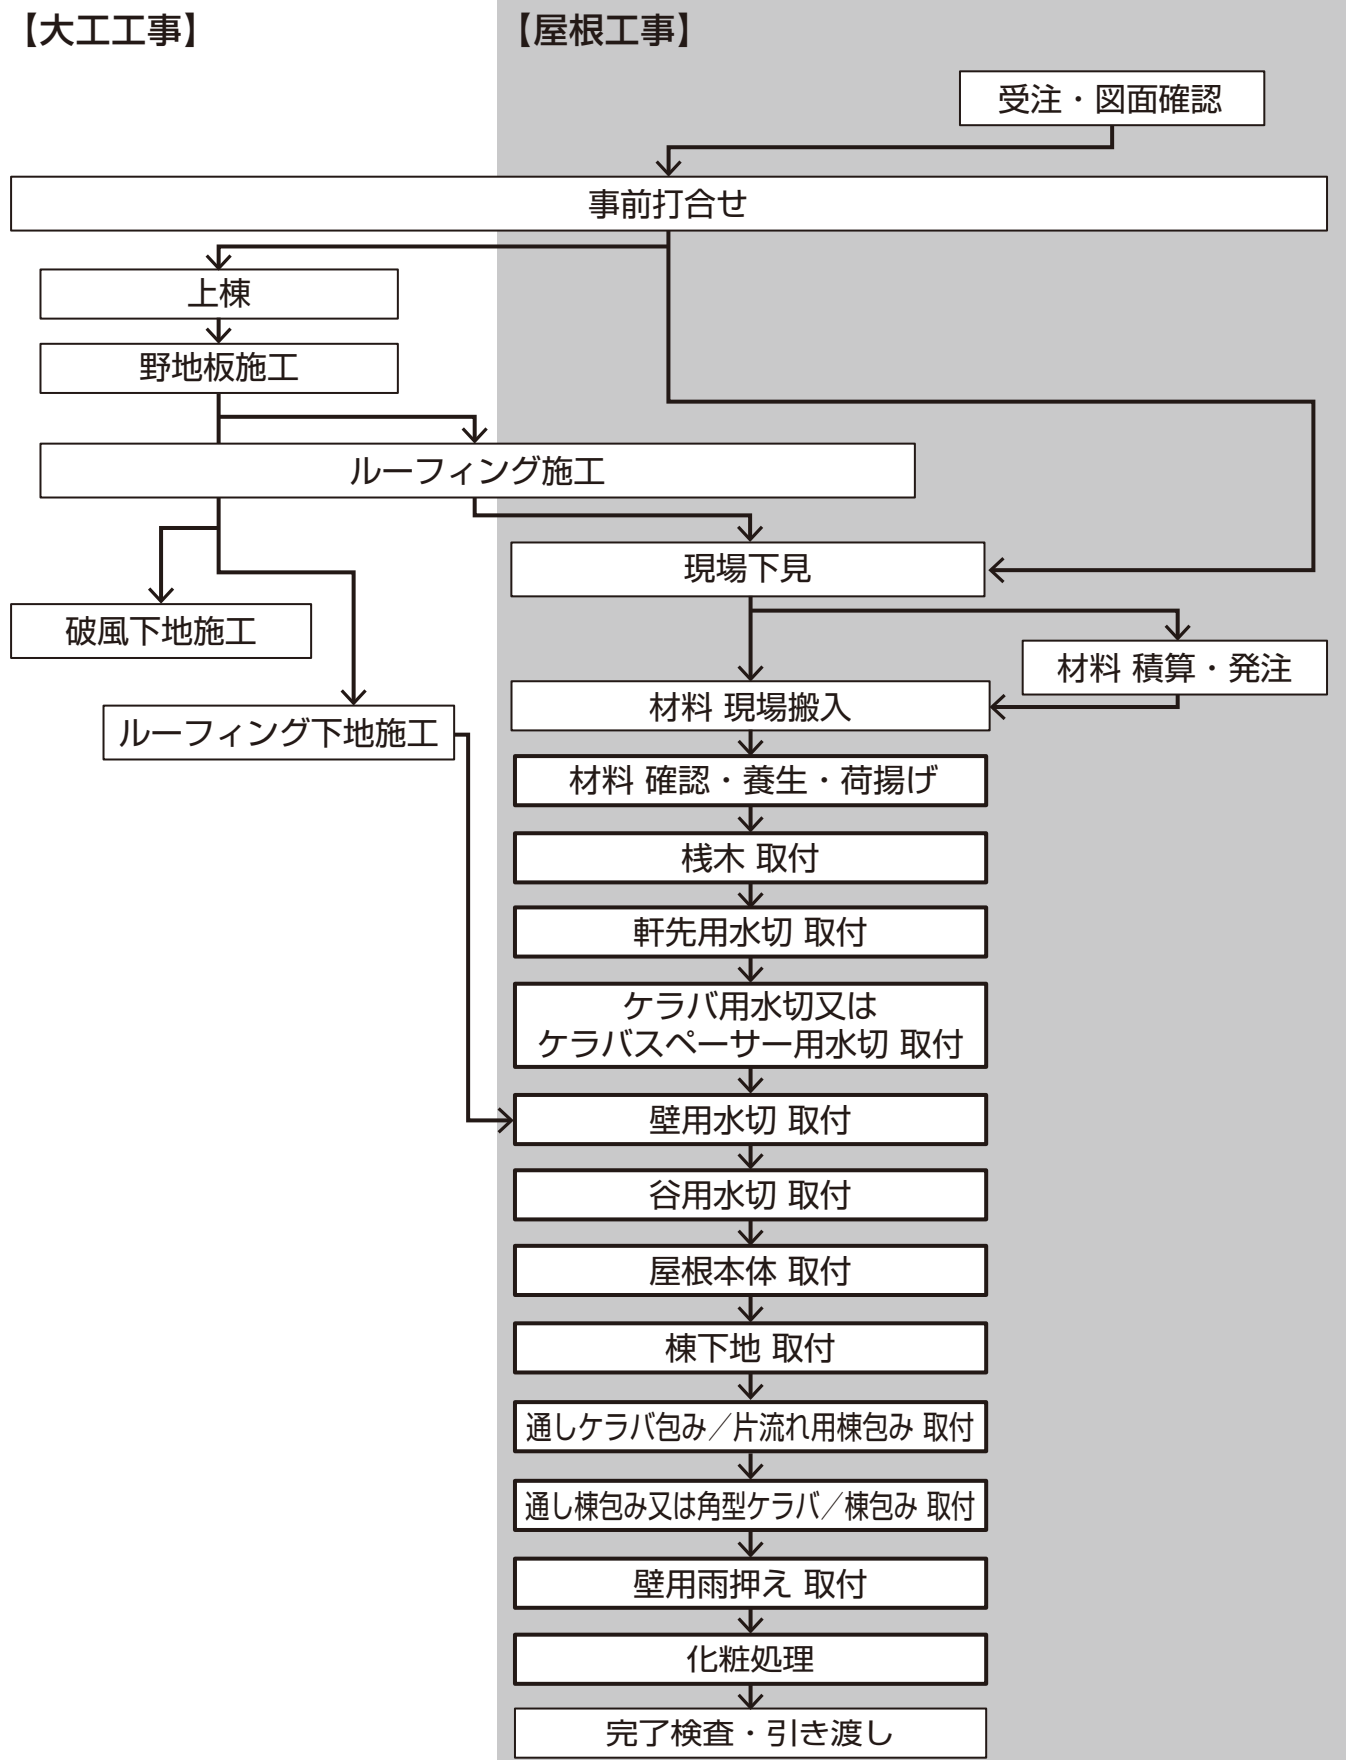 【大工工事】
【屋根工事】
受注・図面確認
事前打合せ
上棟
野地板施工
ルーフィング施工
現場下見
破風下地施工
材料 積算・発注
材料 現場搬入
ルーフィング下地施工
材料 確認・養生・荷揚げ
桟木 取付
軒先用水切 取付
ケラバ用水切又は
ケラバスペーサー用水切 取付
壁用水切 取付
谷用水切 取付
屋根本体 取付
棟下地 取付
通しケラバ包み／片流れ用棟包み 取付
通し棟包み又は角型ケラバ／棟包み 取付
壁用雨押え 取付
化粧処理
完了検査・引き渡し